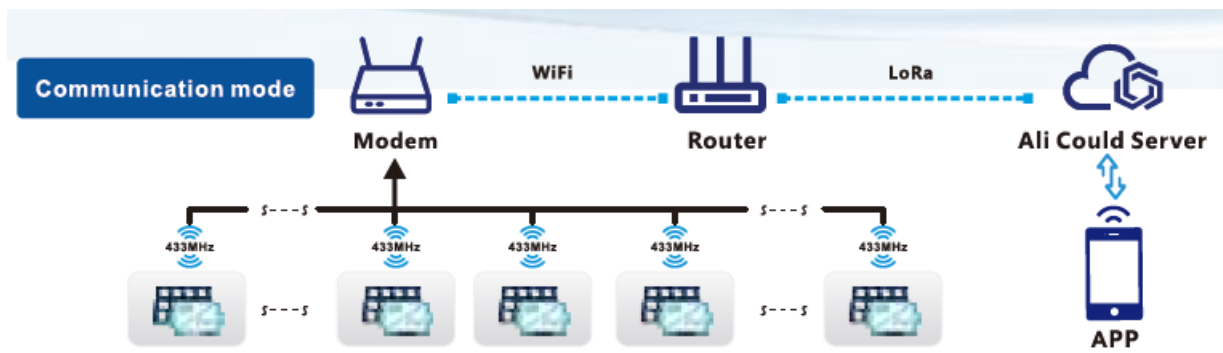 Communication mode
WiFi
LoRa
Modem
Router
Ali Could Server
s----s
s----s
433MHz
433MHz
433MHz
433MHz
433MHz
s----s
s----s
APP